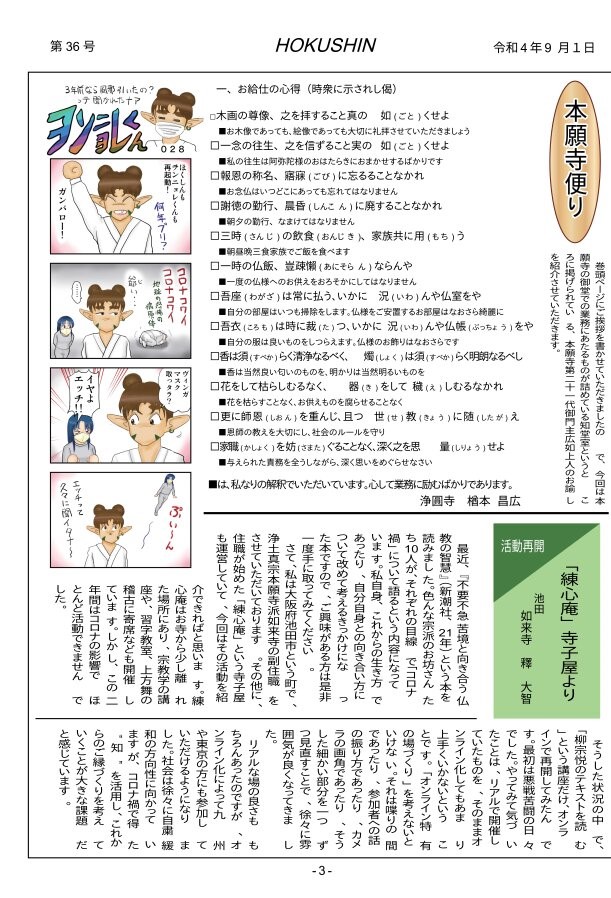 第 36 号
HOKUSHIN
令和４年９ 月１日
本願寺便り
巻頭ページにご挨拶を書かせていただきましたの　で、今回は本
願寺の御堂での業務にあたるものが詰めている知堂室というと　こ
ろに掲げられてい る、本願寺第二十一代御門主広如上人のお諭 し
を紹介させていただきます。
一、お給仕の心得（時衆に示されし偈）
□木画の尊像、之を拝すること真の　如 (ごと) くせよ
■お木像であっても、絵像であっても大切に礼拝させていただきましょう
□一念の往生、之を信ずること実の　如 (ごと) くせよ
■私の往生は阿弥陀様のおはたらきにおまかせするばかりです
□報恩の称名、寤寐 (ごび) に忘るることなかれ
■お念仏はいつどこにあっても忘れてはなりません
□謝徳の勤行、晨昏 (しんこ ん) に廃することなかれ
■朝夕の勤行、なまけてはなりません
□三時 (さんじ) の飲食 (おんじき)、家族共に用 (もち) う
■朝昼晩三食家族でご飯を食べます
□一時の仏飯、豈疎懶 (あにそら ん) ならんや
■一度の仏様へのお供えをおろそかにしてはなりません
□吾座 (わがざ) は常に払う、いかに　況 (いわ) んや仏室をや
■自分の部屋はいつも掃除をします。仏様をご安置するお部屋はなおさら綺麗に
□吾衣 (ころも) は時に裁 (た) つ、いかに 況 (いわ) んや仏帳 (ぶっちょう) をや
■自分の服は良いものをしつらえます。仏様のお飾りはなおさらです
□香は須 (すべか) らく清浄なるべく、　燭 (しょく) は須 (すべか) らく明朗なるべし
■香は当然良い匂いのものを、明かりは当然明るいものを
□花をして枯らしむるなく、　器 (き) をして 穢 (え) しむるなかれ
■花を枯らすことなく、お供えものを腐らせることなく
□更に師恩 (しおん) を重んじ、且つ　世 (せ) 教 (きょう) に随 (したが) え
■恩師の教えを大切にし、社会のルールを守り
□家職 (かしょく) を妨 (さまた) ぐることなく、深く之を思　量 (しりょう) せよ
■与えられた責務を全うしながら、深く思いをめぐらせなさい
■は、私なりの解釈でいただいています。心して業務に励むばかりであります。
浄圓寺　楢本 昌広
3年前なら風邪引いたの?
って聞かれたナァ
ヨンニョレくん
028
ほくしんも
チンニョレくんも
再起動!
ガンバロー!
何年ブリ?
コロナコワイ
コロナコワイ
ヴィンガ
マスク
取ったラ?
イヤよ
エッチ!!
ぷぃ〜ん
エッチって
久々に聞イタナ〜
活動再開
「練心庵」寺子屋より
池田
如来寺　釋　大智
最近、『不要不急 苦境と向き合う仏
教の智慧』（新潮社、21年）という本を
読みました。色んな宗派のお坊さんた
ち10人が、それぞれの目線　で「コロナ
禍」について語るという内容になって
います。私自身、これからの生き方　で
あったり、自分自身との向き合い方に
ついて改めて考えるきっかけになっ
た本ですので、ご興味がある方は是非
一度手に取ってみてください　。
さて、私は大阪府池田市という町で、
浄土真宗本願寺派如来寺の副住職 を
させていただいております　。その他に、
住職が始めた「練心庵」という寺子屋
も運営していて、今回はその活動を紹
介できればと思います。練
心庵はお寺から少し離 れ
た場所にあり、宗教学の講
座や、習字教室、上方舞の
稽古に寄席なども開催 し
ています。しかし、この二
年間はコロナの影響で　ほ
とんど活動できません　で
した。
そうした状況の中　で、
「柳宗悦のテキストを読 む
」という講座だけ、オンラ
インで再開してみたん　で
す。最初は悪戦苦闘の日々
でした。やってみて気づい
たことは、リアルで開催し
ていたものを　そのままオ
ンライン化してもあま　り
上手くいかないという　こ
とです。「オンライン特 有
の場づくり」を考えないと
いけない。それは喋りの 間
であったり、参加者への話
の振り方であったり、カメ
ラの画角であったり、そう
した細かい部分を一つ　ず
つ見直すことで、徐々に雰
囲気が良くなってきまし
た。
リアルな場の良さも　も
ちろんあったのですが　、オ
ンライン化によって九　州
や東京の方にも参加して
いただけるようになりま
した。社会は徐々に自粛 緩
和の方向性に向かってい
ますが、コロナ禍で得 た
〝知〟を活用し、これか
らのご縁づくりを考えて
いくことが大きな課題　だ
と感じています。
- 3 -